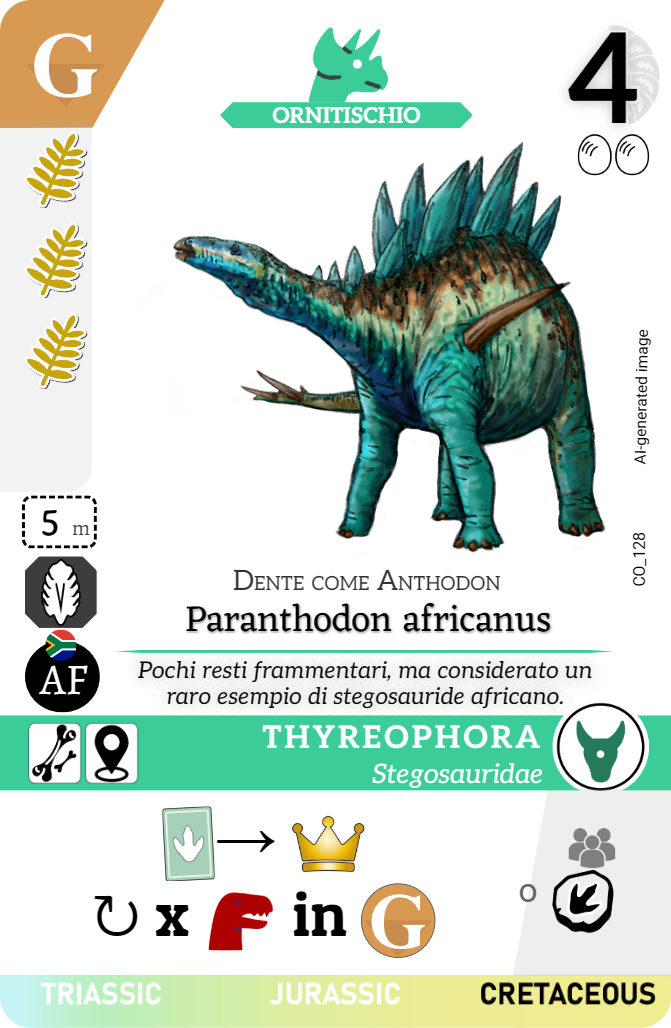 G
ORNITISCHIO
4
AI-generated image
CO_128
5 m
AF
Dente come Anthodon
Paranthodon africanus
Pochi resti frammentari, ma considerato un
raro esempio di stegosauride africano.
THYREOPHORA
Stegosauridae
x in G
o
TRIASSIC JURASSIC CRETACEOUS